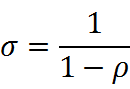 σ = 1 / (1 − ρ)